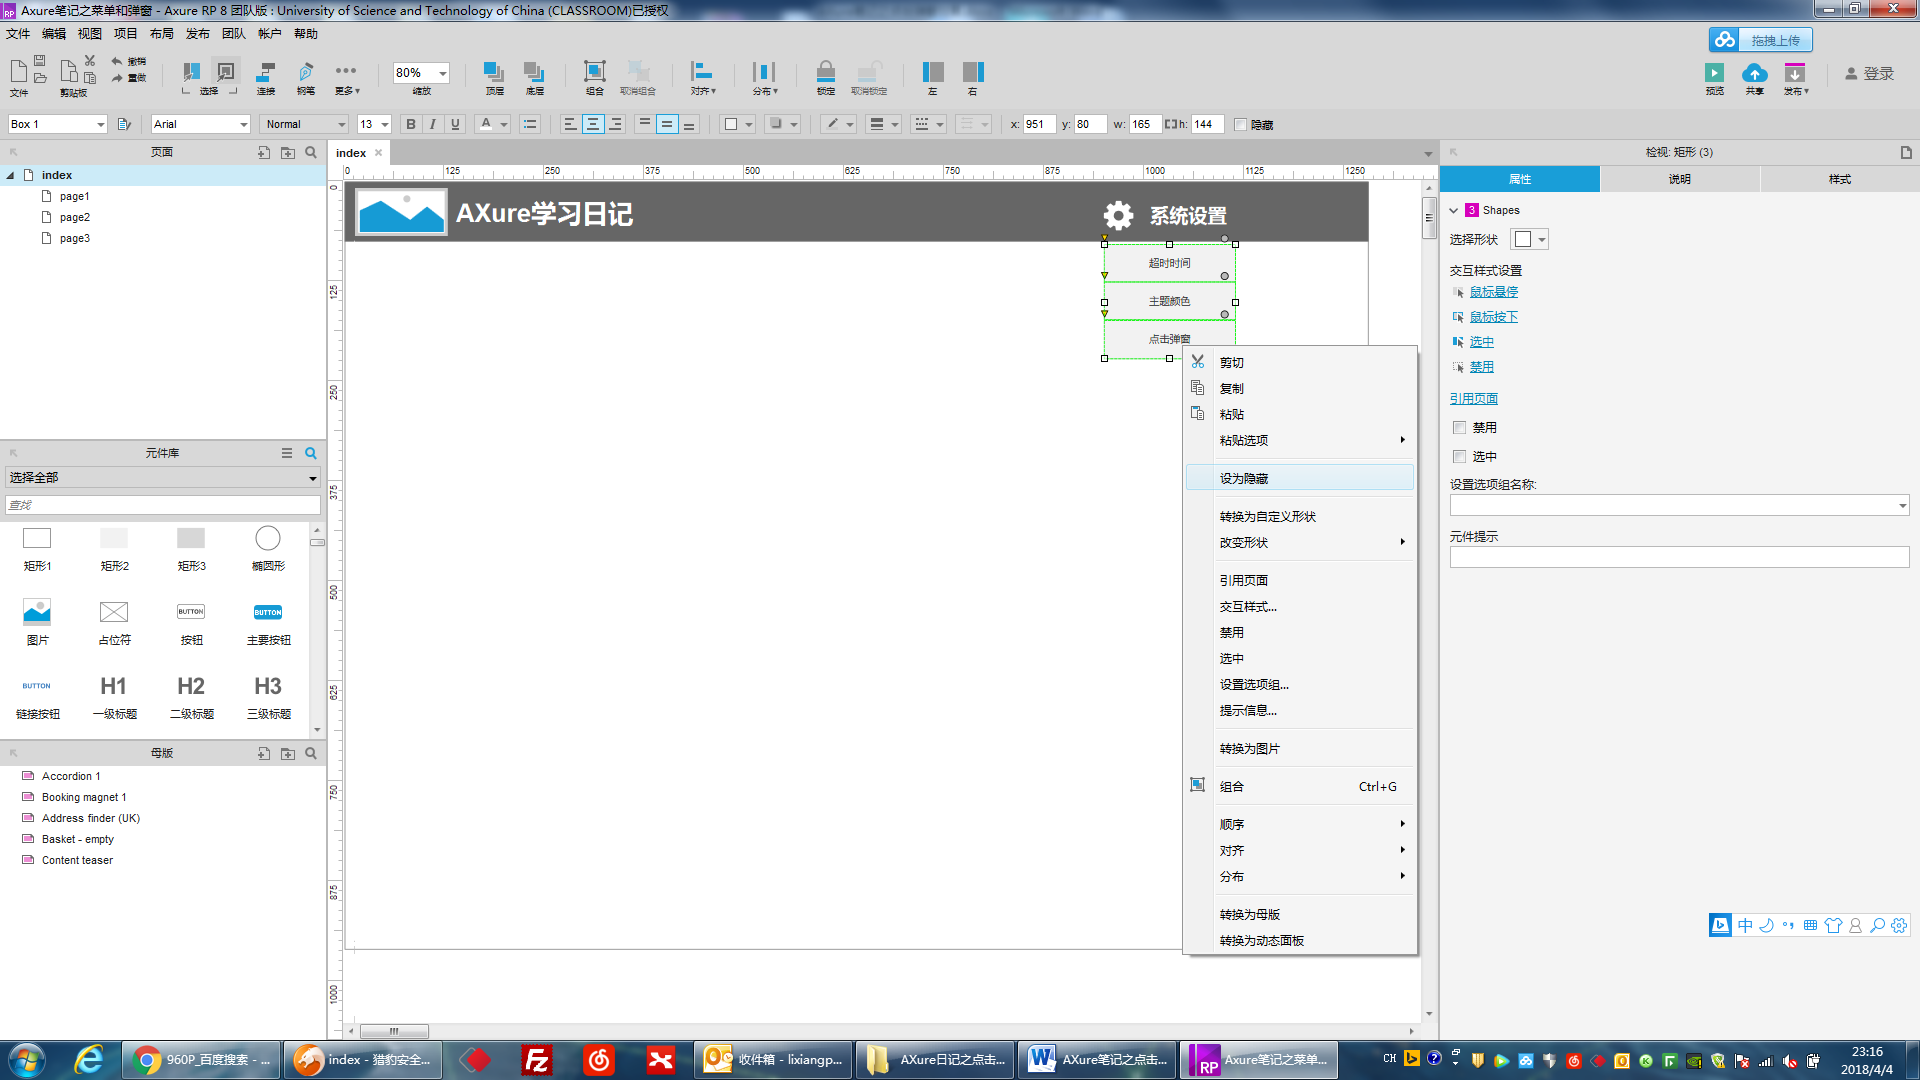 Axure笔记之菜单和弹窗 - Axure RP 8 团队版 : University of Science and Technology of China (CLASSROOM)已授权
文件 编辑 视图 项目 布局 发布 团队 帐户 帮助
拖拽上传
撤销
重做
80%
文件 剪贴板 选择 连接 钢笔 更多 缩放 顶层 底层 组合 取消组合 对齐 分布 锁定 取消锁定 左 右 预览 共享 发布 登录
Box 1 Arial Normal 13 B I U A x: 951 y: 80 w: 165 h: 144 隐藏
页面
index
page1
page2
page3
元件库
选择全部
查找
矩形1 矩形2 矩形3 椭圆形
BUTTON BUTTON
图片 占位符 按钮 主要按钮
BUTTON H1 H2 H3
链接按钮 一级标题 二级标题 三级标题
母版
Accordion 1
Booking magnet 1
Address finder (UK)
Basket - empty
Content teaser
index
0 125 250 375 500 625 750 875 1000 1125 1250
0
125
250
375
500
625
750
875
1000
AXure学习日记
系统设置
超时时间
主题颜色
点击弹窗
剪切
复制
粘贴
粘贴选项
设为隐藏
转换为自定义形状
改变形状
引用页面
交互样式...
禁用
选中
设置选项组...
提示信息...
转换为图片
组合 Ctrl+G
顺序
对齐
分布
转换为母版
转换为动态面板
检视: 矩形 (3)
属性 说明 样式
3 Shapes
选择形状
交互样式设置
鼠标悬停
鼠标按下
选中
禁用
引用页面
禁用
选中
设置选项组名称:
元件提示
中
960P_百度搜索 - ...
index - 猎豹安全...
收件箱 - lixiangp...
AXure日记之点击...
AXure笔记之点击...
Axure笔记之菜单...
CH
23:16
2018/4/4